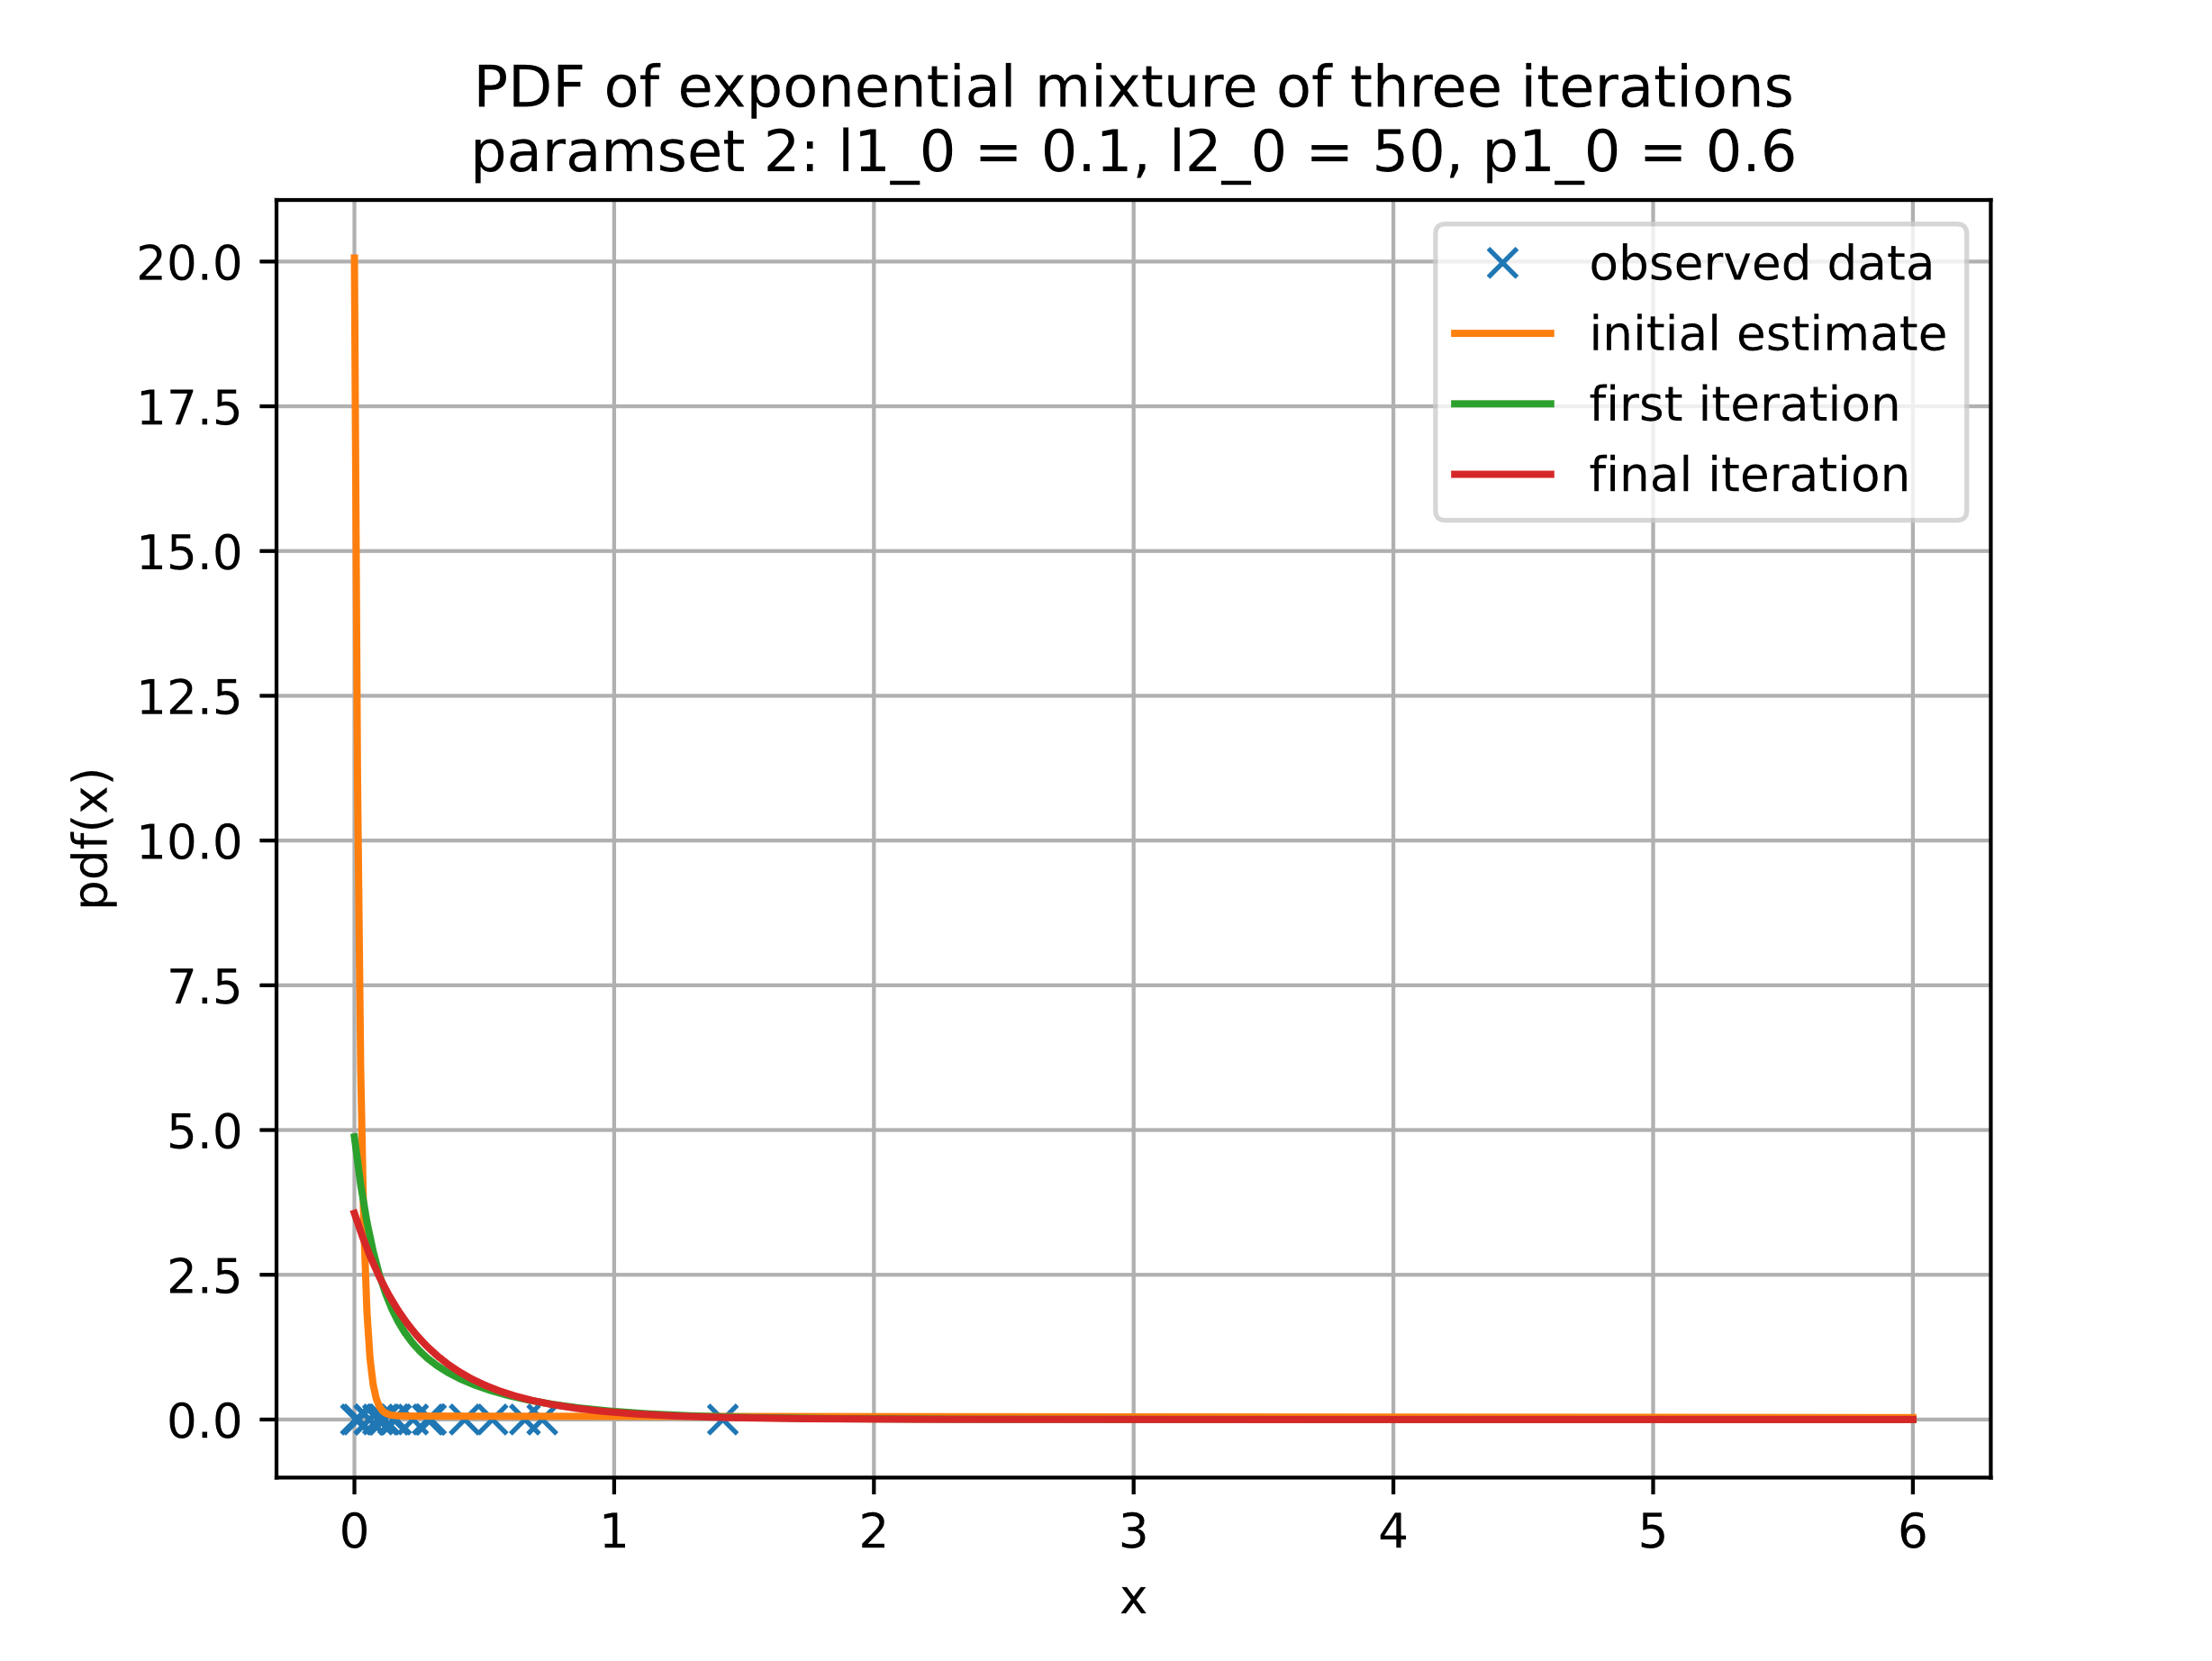 PDF of exponential mixture of three iterations
paramset 2: l1_0 = 0.1, l2_0 = 50, p1_0 = 0.6
observed data
initial estimate
first iteration
final iteration
pdf(x)
20.0
17.5
15.0
12.5
10.0
7.5
5.0
2.5
0.0
0 1 2 3 4 5 6
x